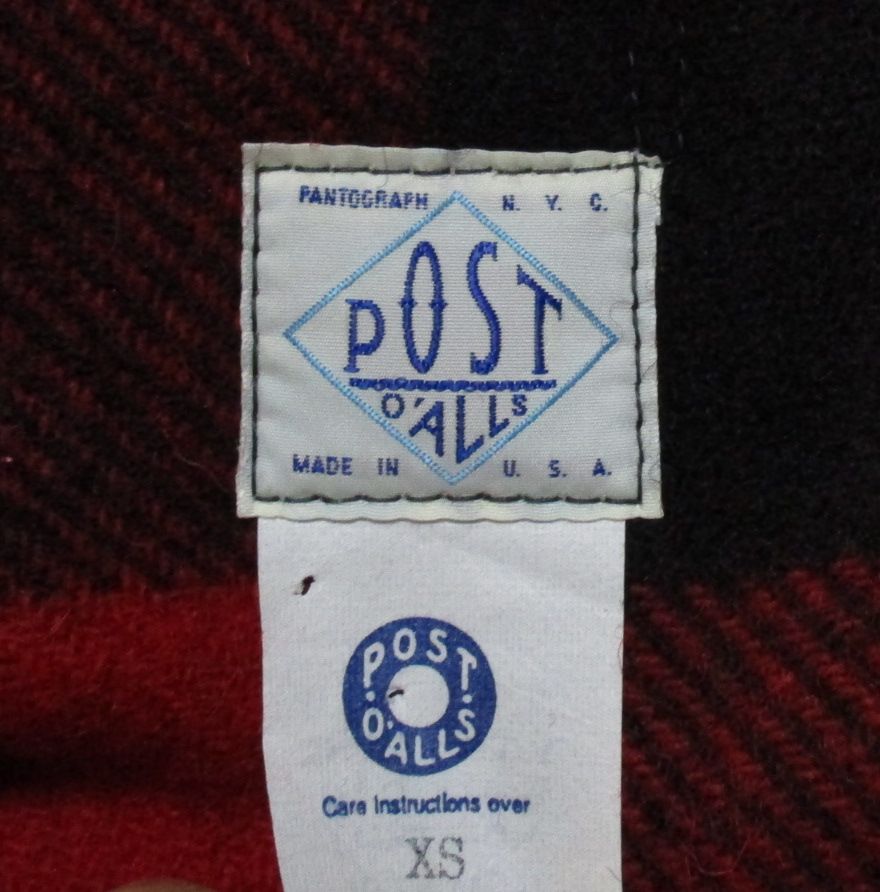 PANTOGRAPH N. Y. C.
POST
O'ALLS
MADE IN U. S. A.
POST
O'ALLS
Care Instructions over
XS